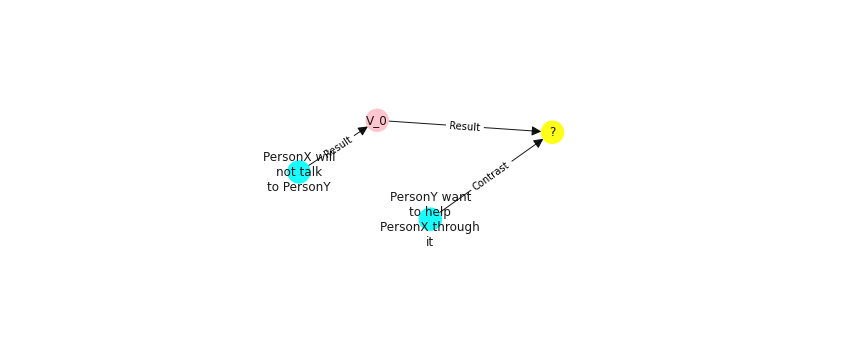 V_0
Result
?
Result
PersonX will
not talk
to PersonY
Contrast
PersonY want
to help
PersonX through
it